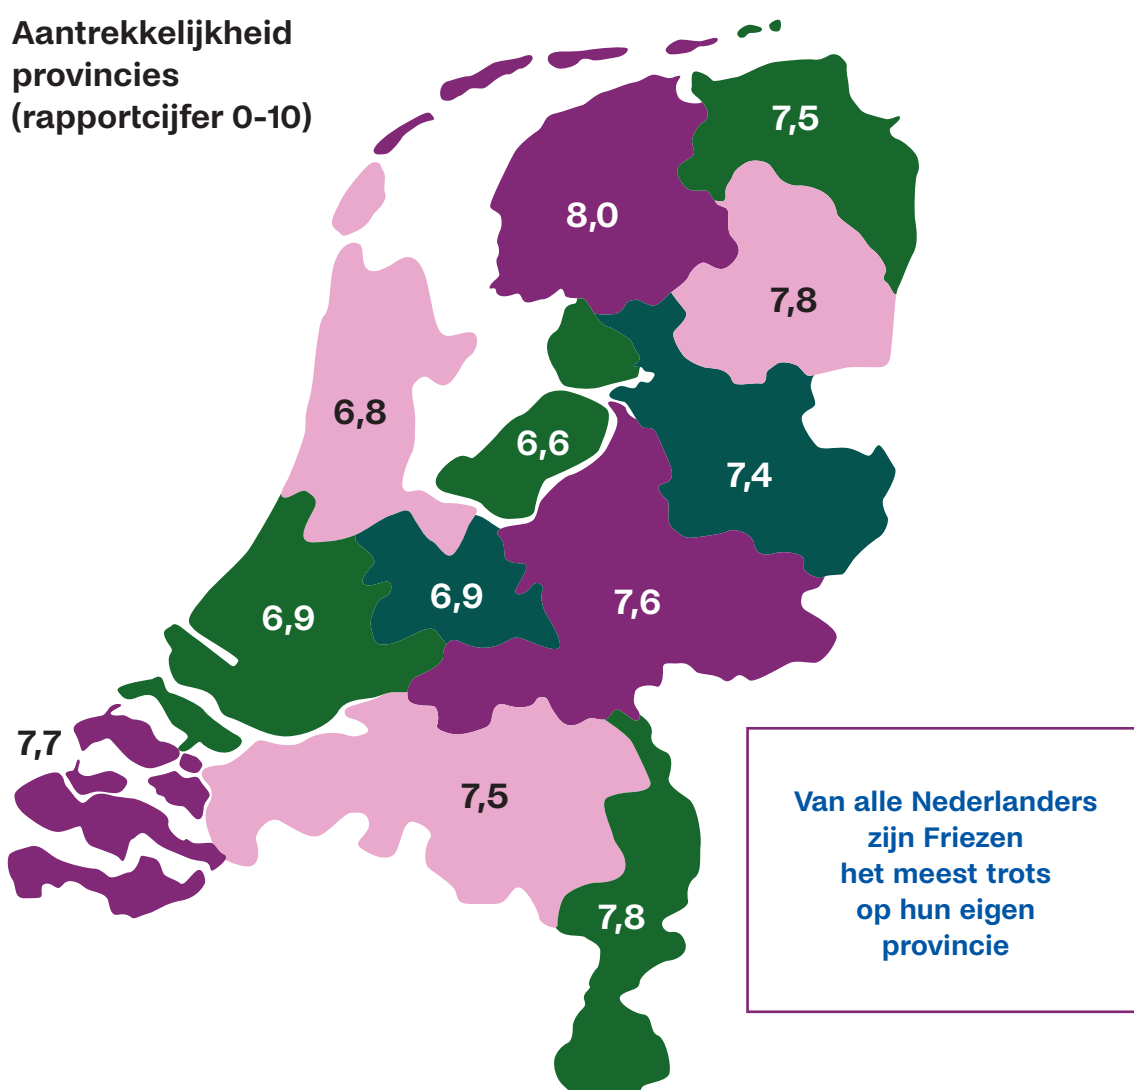 Aantrekkelijkheid
provincies
(rapportcijfer 0-10)
7,5
8,0
7,8
6,8
6,6
7,4
6,9
6,9
7,6
7,7
7,5
7,8
Van alle Nederlanders
zijn Friezen
het meest trots
op hun eigen
provincie